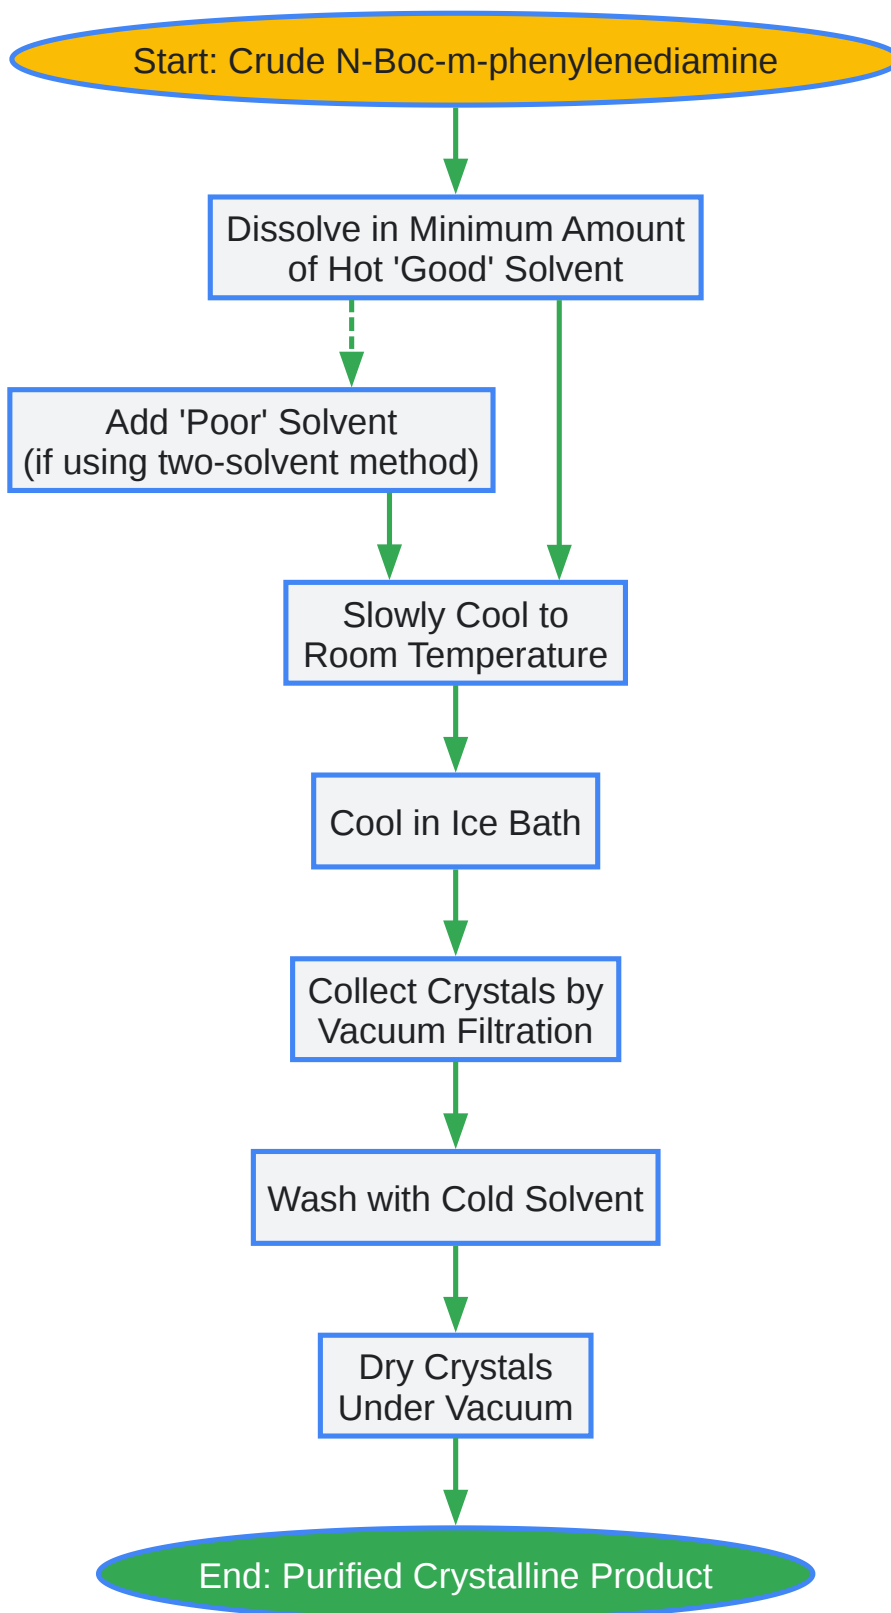 Start: Crude N-Boc-m-phenylenediamine
Dissolve in Minimum Amount
of Hot 'Good' Solvent
Add 'Poor' Solvent
(if using two-solvent method)
Slowly Cool to
Room Temperature
Cool in Ice Bath
Collect Crystals by
Vacuum Filtration
Wash with Cold Solvent
Dry Crystals
Under Vacuum
End: Purified Crystalline Product